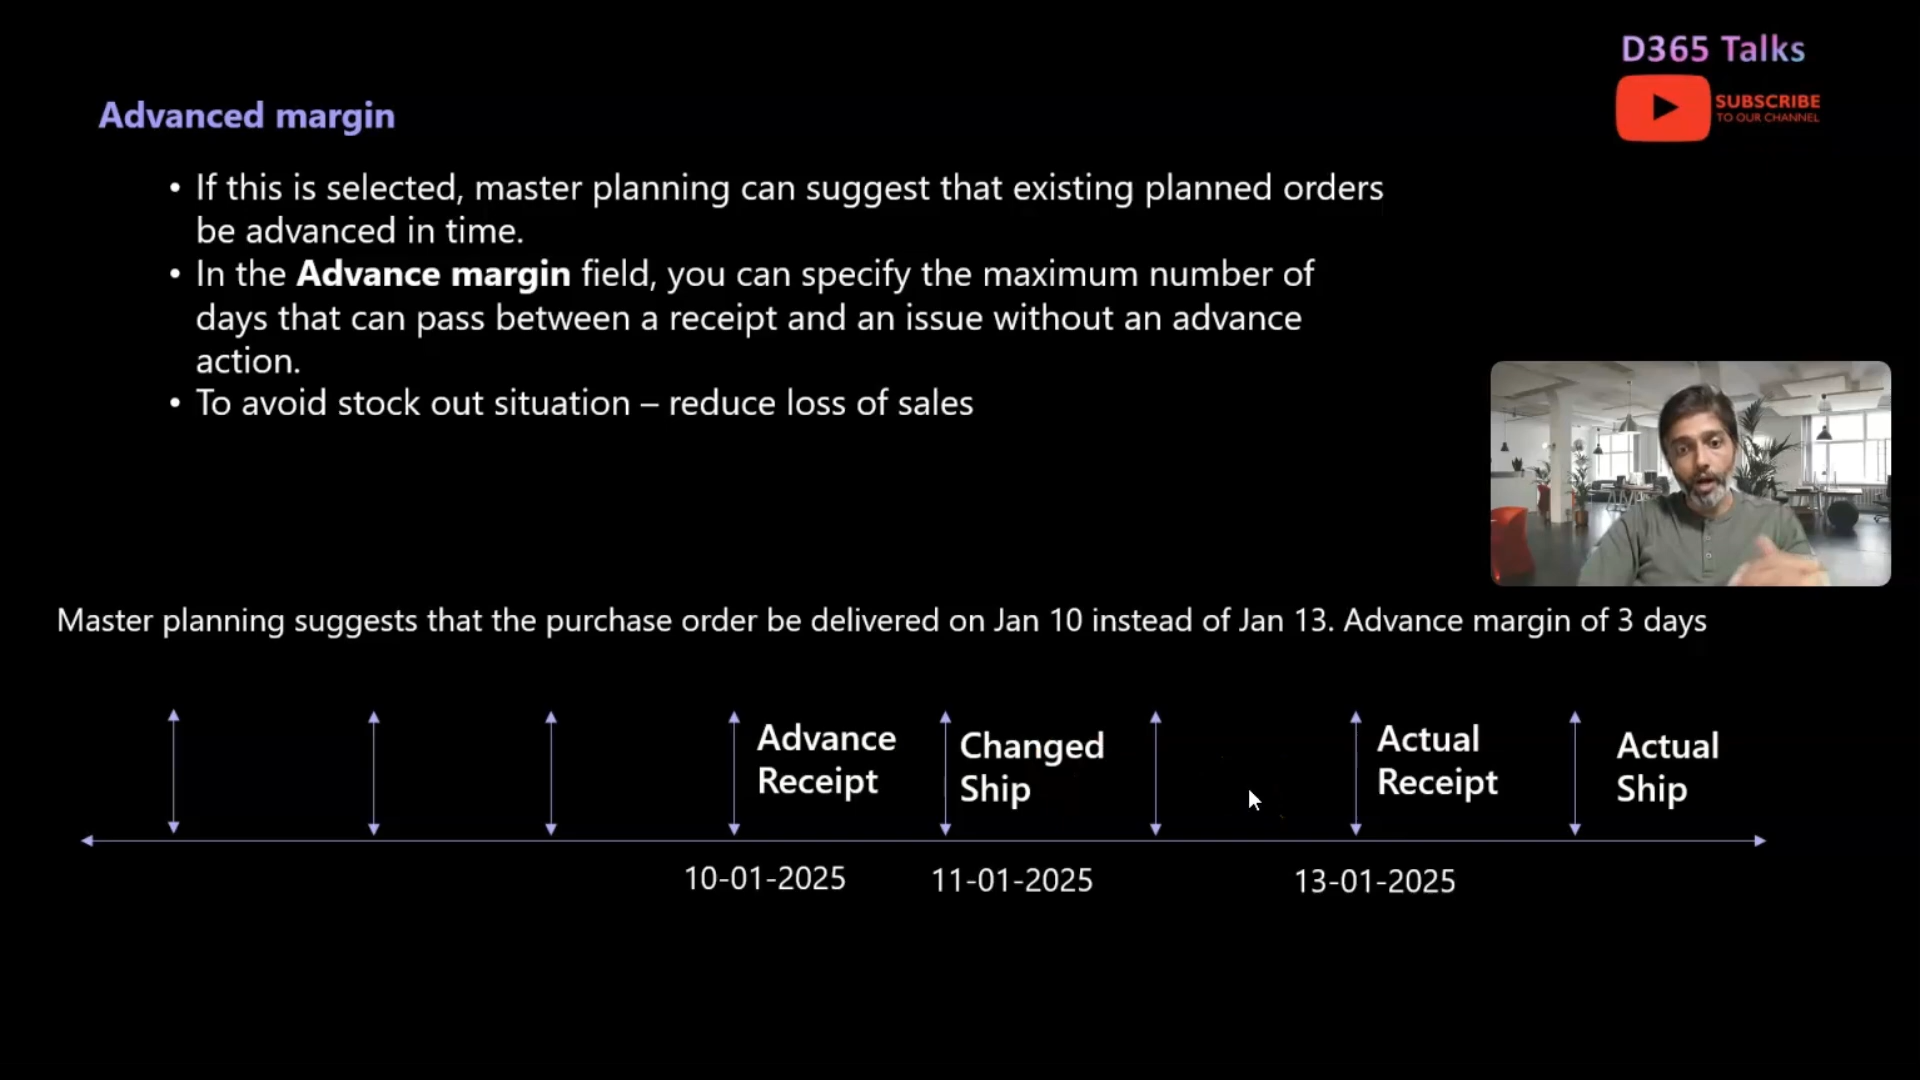 D365 Talks
SUBSCRIBE
TO OUR CHANNEL
Advanced margin
• If this is selected, master planning can suggest that existing planned orders
be advanced in time.
• In the Advance margin field, you can specify the maximum number of
days that can pass between a receipt and an issue without an advance
action.
• To avoid stock out situation – reduce loss of sales
Master planning suggests that the purchase order be delivered on Jan 10 instead of Jan 13. Advance margin of 3 days
Advance
Receipt
Changed
Ship
Actual
Receipt
Actual
Ship
10-01-2025
11-01-2025
13-01-2025